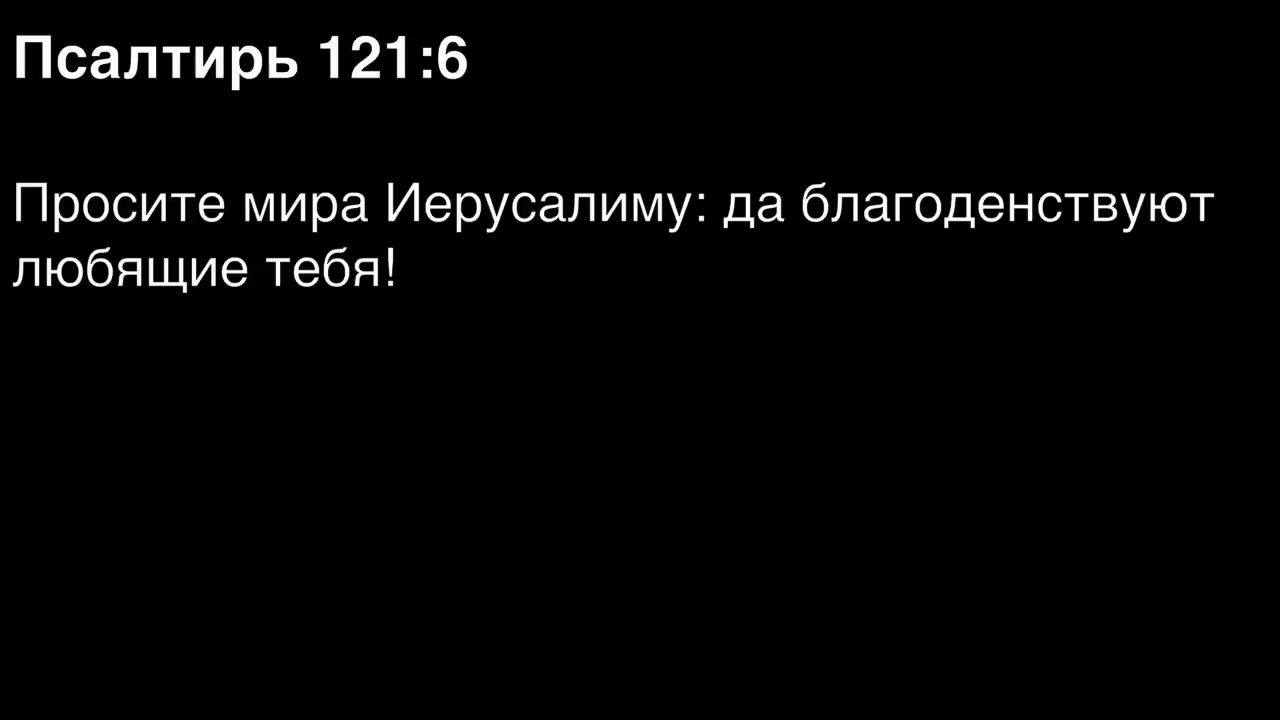 Псалтирь 121:6
Просите мира Иерусалиму: да благоденствуют
любящие тебя!